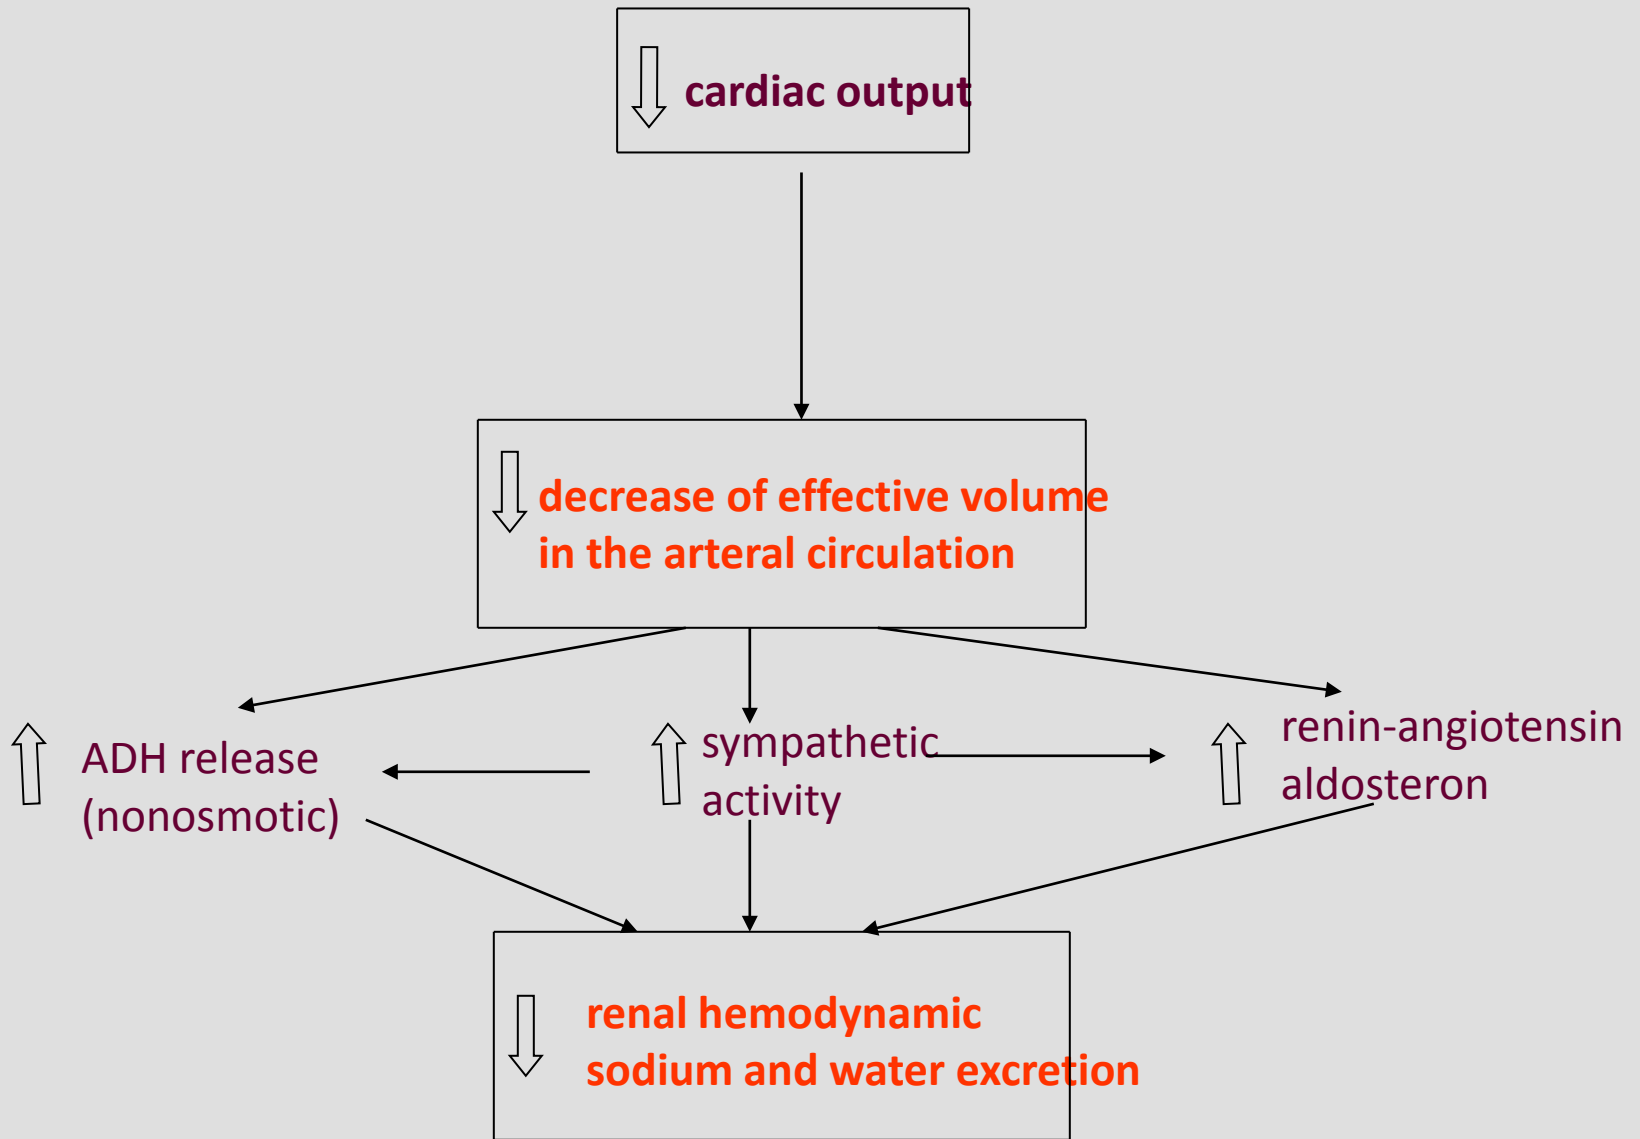 cardiac output
decrease of effective volume
in the arteral circulation
ADH release
(nonosmotic)
sympathetic
activity
renin-angiotensin
aldosteron
renal hemodynamic
sodium and water excretion